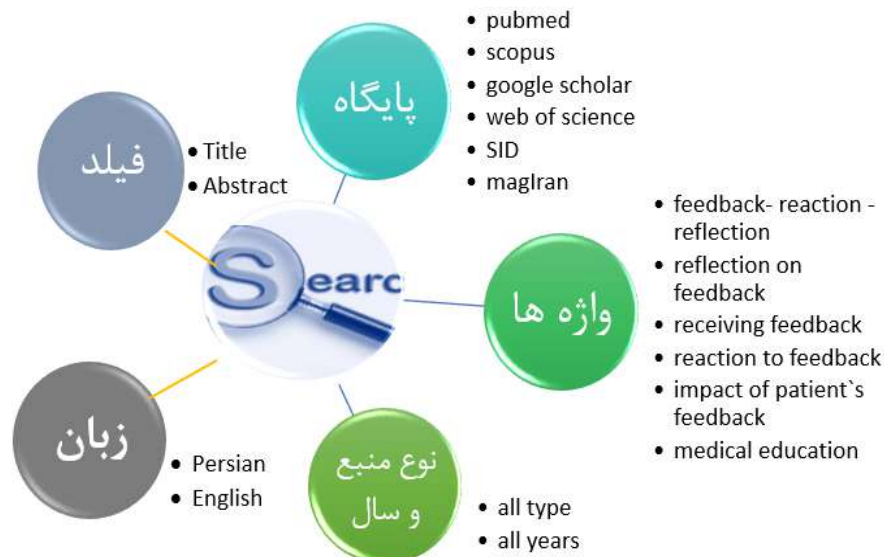 پایگاه
• pubmed
• scopus
• google scholar
• web of science
• SID
• magIran
فیلد
• Title
• Abstract
Searc
واژه ها
• feedback- reaction -
reflection
• reflection on
feedback
• receiving feedback
• reaction to feedback
• impact of patient`s
feedback
• medical education
زبان
• Persian
• English
نوع منبع
و سال
• all type
• all years